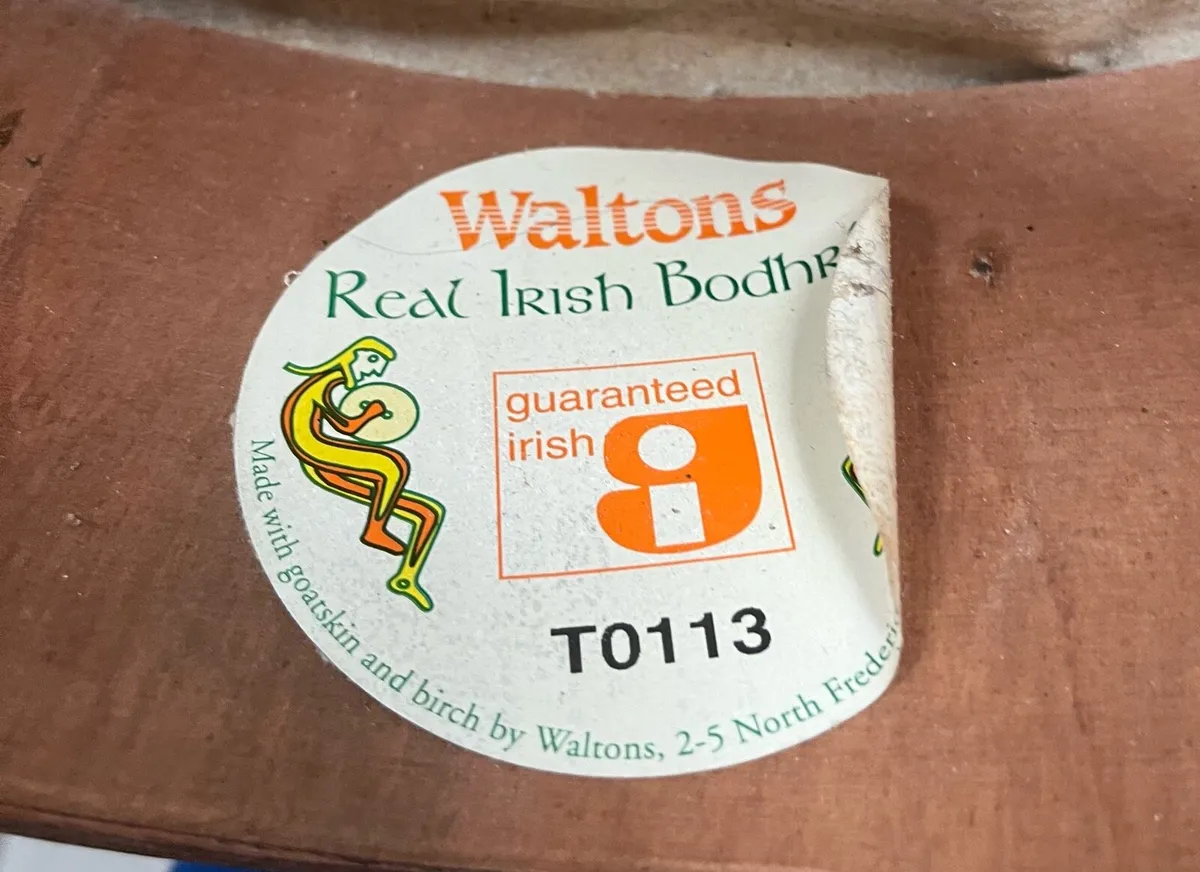 Waltons
Real Irish Bodhr
guaranteed
irish
T0113
Made with goatskin and birch by Waltons, 2-5 North Frederi